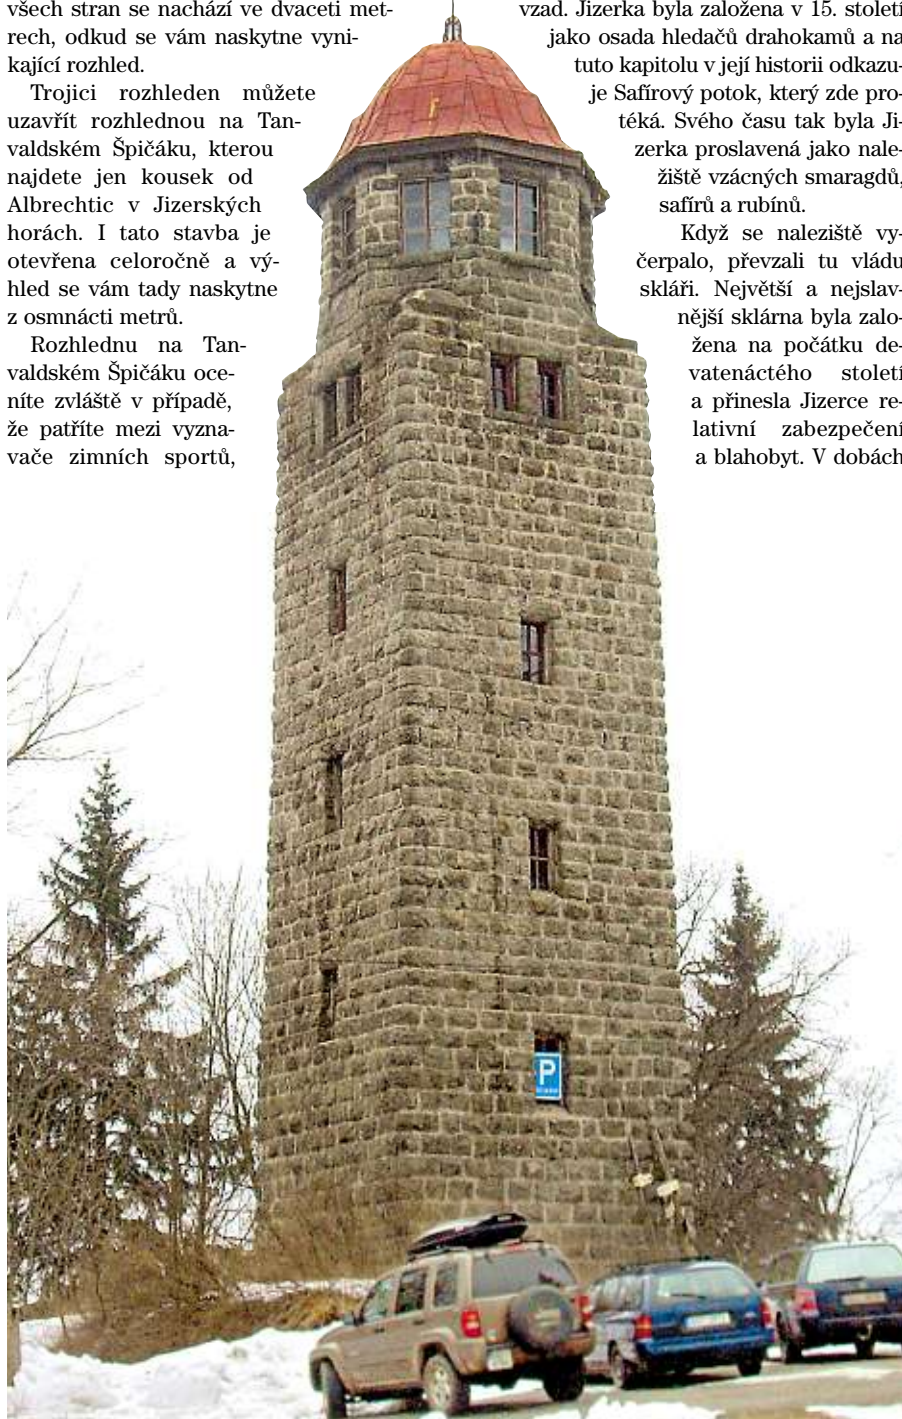 všech stran se nachází ve dvaceti met-
rech, odkud se vám naskytne vyni-
kající rozhled.
Trojici rozhleden můžete
uzavřít rozhlednou na Tan-
valdském Špičáku, kterou
najdete jen kousek od
Albrechtic v Jizerských
horách. I tato stavba je
otevřena celoročně a vý-
hled se vám tady naskytne
z osmnácti metrů.
Rozhlednu na Tan-
valdském Špičáku oce-
níte zvláště v případě,
že patříte mezi vyzna-
vače zimních sportů,
vzad. Jizerka byla založena v 15. století
jako osada hledačů drahokamů a na
tuto kapitolu v její historii odkazu-
je Safírový potok, který zde pro-
téká. Svého času tak byla Ji-
zerka proslavená jako nale-
žiště vzácných smaragdů,
safírů a rubínů.
Když se naleziště vy-
čerpalo, převzali tu vládu
skláři. Největší a nejslav-
nější sklárna byla zalo-
žena na počátku de-
vatenáctého století
a přinesla Jizerce re-
lativní zabezpečení
a blahobyt. V dobách
P